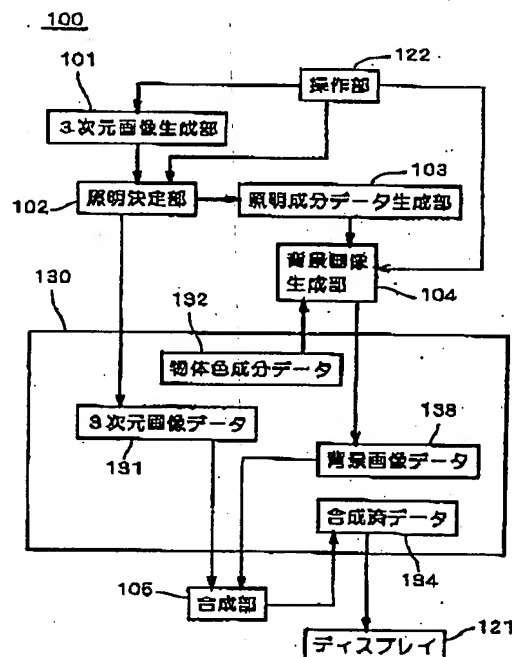 100
101
122
操作部
3次元画像生成部
103
102
照明決定部
照明成分データ生成部
背景画像
生成部
104
130
132
物体色成分データ
3次元画像データ
131
133
背景画像データ
合成済データ
134
105
合成部
121
ディスプレイ